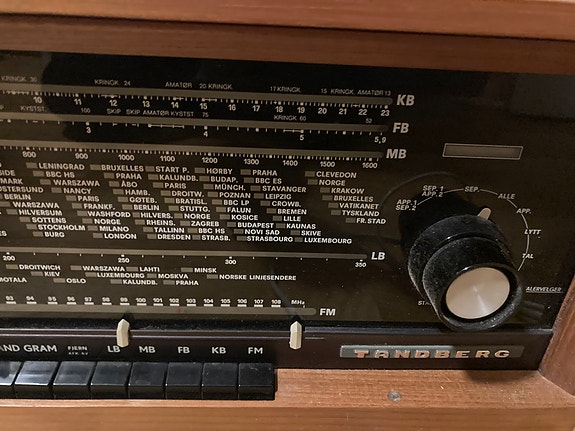 KRINGK. 30 KRINGK. 24 AMATØR 20 KRINGK. 17 KRINGK. 15 KRINGK. AMATØR 13
10 11 12 13 14 15 16 17 18 19 20 21 22 23 KB
KYSTST. 100 SKIP SKIP AMATØR KYSTST. 75 KRINGK 60 52
3 4 5 5,9 FB
800 900 1000 1100 1200 1300 1400 1500 1600 MB
LENINGRAD BRUXELLES START P. HØRBY PRAHA CLEVEDON
BBC HS PRAHA KALUNDB. BUDAP. BBC ES NORGE
WARSZAWA ÅBO PARIS MÜNCH. STAVANGER KRAKOW
ØSTERSUND NANCY HAMB. DROITW. POZNAN LEIPZIG BRUXELLES
BERLIN PARIS GØTEB. BRATISL. BBC LP CROWB. VATIKANET
WARSZAWA FRANKF. BERLIN STUTTG. FALUN BREMEN TYSKLAND
HILVERSUM WASHFORD HILVERS. NORGE KOSICE LILLE FR. STAD
SOTTENS NORGE RHEINS. ZAGREB BUDAPEST KAUNAS
STOCKHOLM MILANO TALLINN BBC HS NOVI SAD SKIVE
BURG LONDON DRESDEN STRASB. STRASBOURG LUXEMBOURG
200 250 300 350 LB
DROITWICH WARSZAWA LAHTI MINSK
KIEV LUXEMBOURG MOSKVA NORSKE LINJESENDERE
MOTALA OSLO KALUNDB. PRAHA
93 94 95 96 97 98 99 100 101 102 103 104 105 106 107 108 MHz
FM
SEP. 1
APP. 2
SEP.
ALLE
APP. 1
SEP. 2
APP.
LYTT
TAL
AND GRAM FJERN LB MB FB KB FM
TANDBERG